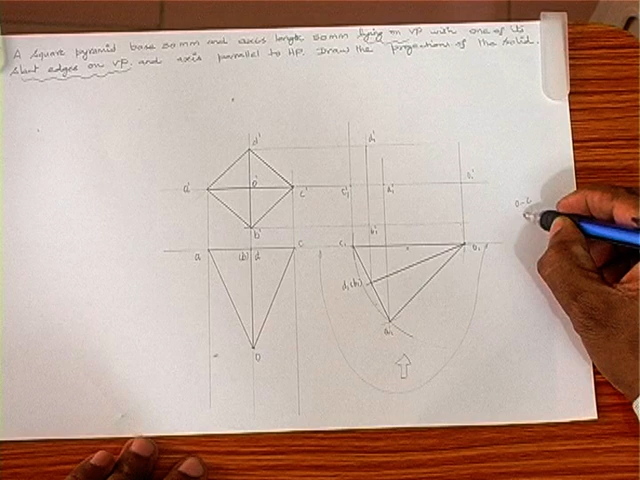 A square pyramid base 30mm and axis length 50mm lying on VP with one of its
slant edges on VP. and axis parallel to HP. Draw the projections of the solid.
d'
a' o' c'
b'
a (b) d c
o
d₁'
c₁' a₁' o₁'
b₁'
c₁ o₁
d₁(b₁)
a₁